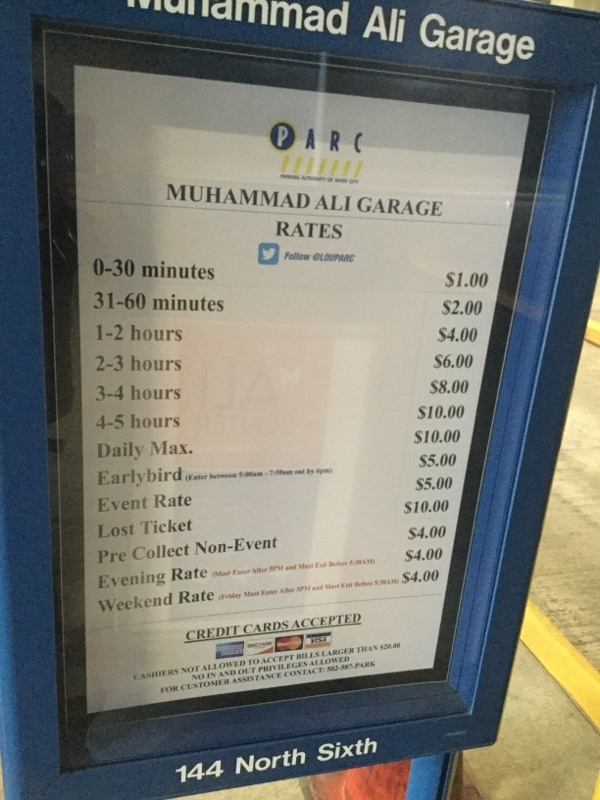 Muhammad Ali Garage
PARC
PARKING AUTHORITY OF RIVER CITY
MUHAMMAD ALI GARAGE
RATES
Follow @LOUPARC
0-30 minutes $1.00
31-60 minutes $2.00
1-2 hours $4.00
2-3 hours $6.00
3-4 hours $8.00
4-5 hours $10.00
Daily Max. $10.00
Earlybird (Enter between 5:00am - 7:59am out by 6pm) $5.00
Event Rate $5.00
Lost Ticket $10.00
Pre Collect Non-Event $4.00
Evening Rate (Must Enter After 5PM and Must Exit Before 5:30AM) $4.00
Weekend Rate (Friday Must Enter After 5PM and Must Exit Before 5:30AM) $4.00
CREDIT CARDS ACCEPTED
DISCOVER VISA
CASHIERS NOT ALLOWED TO ACCEPT BILLS LARGER THAN $20.00
NO IN AND OUT PRIVILEGES ALLOWED
FOR CUSTOMER ASSISTANCE CONTACT: 502-587-PARK
144 North Sixth